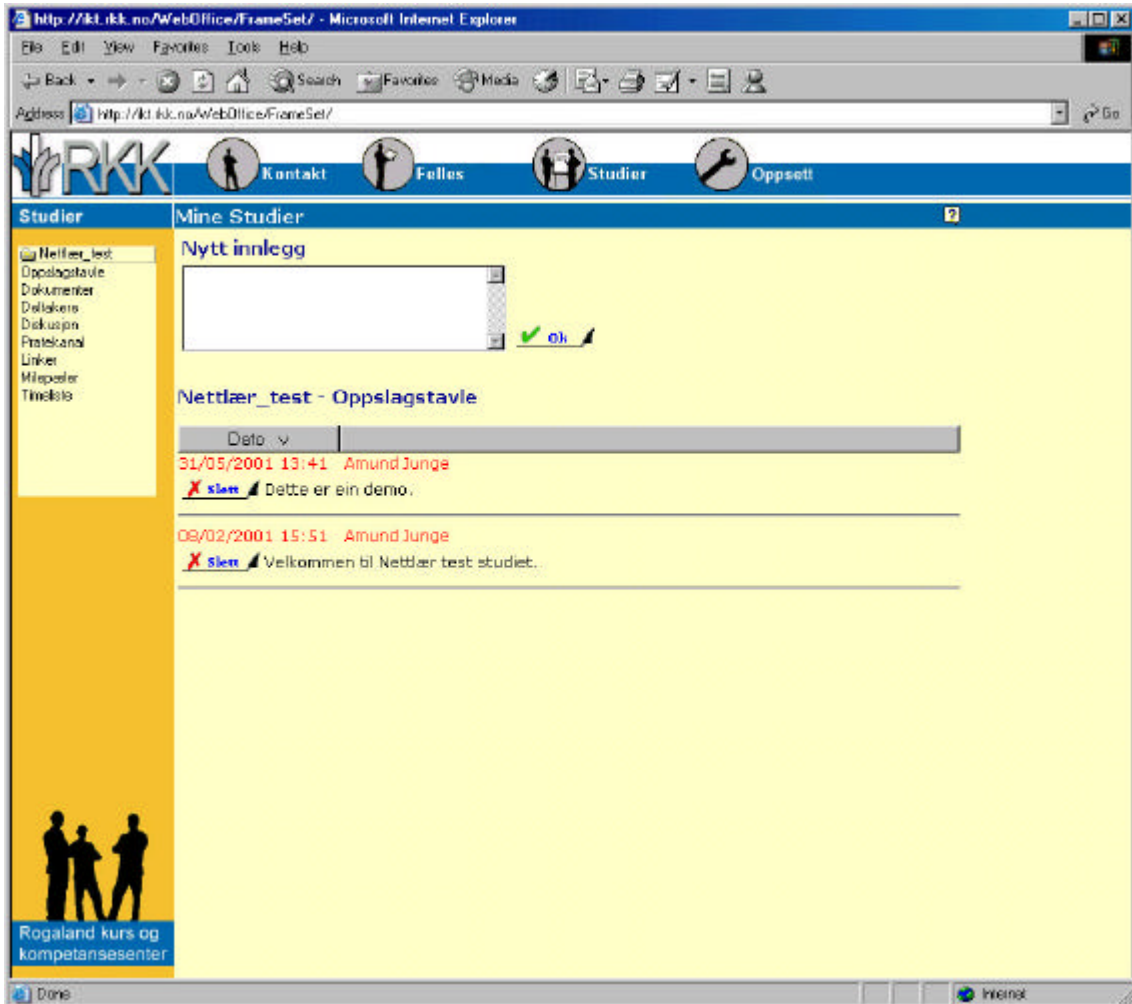 http://ikt.rkk.no/WebOffice/FrameSet/ - Microsoft Internet Explorer
File Edit View Favorites Tools Help
Back Search Favorites Media
Address http://ikt.rkk.no/WebOffice/FrameSet/ Go
RKK Kontakt Felles Studier Oppsett
Studier Mine Studier ?
Nettlær_test
Oppslagstavle
Dokumenter
Deltakere
Diskusjon
Pratekanal
Linker
Milepæler
Timeliste
Nytt innlegg
Ok
Nettlær_test - Oppslagstavle
Dato v
31/05/2001 13:41 Amund Junge
Slett Dette er ein demo.
08/02/2001 15:51 Amund Junge
Slett Velkommen til Nettlær test studiet.
Rogaland kurs og
kompetansesenter
Done Internet